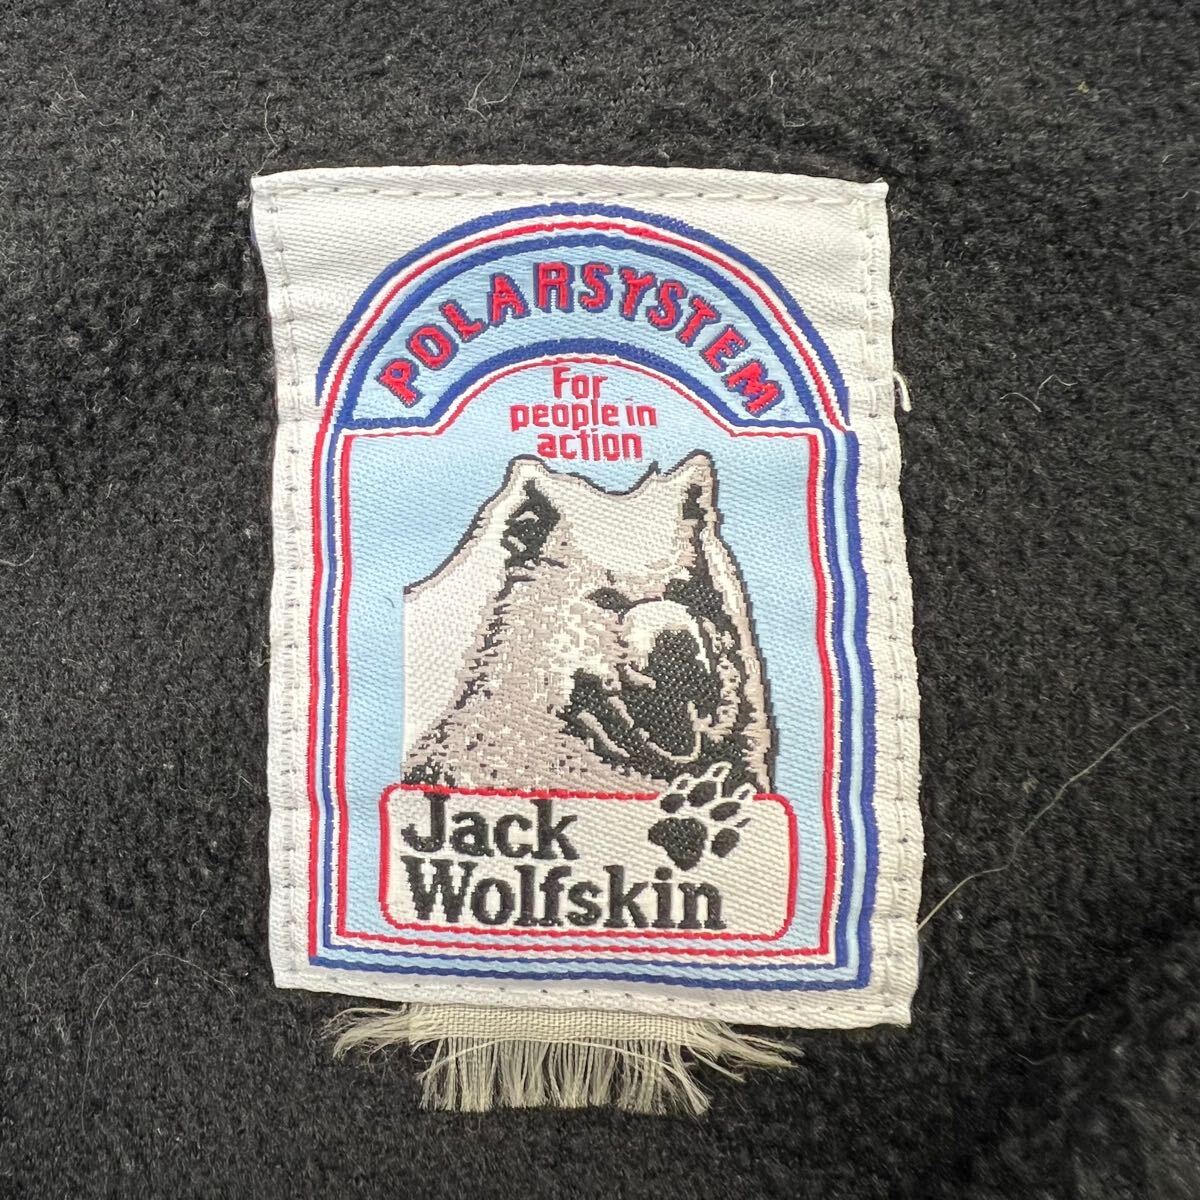 POLARSYSTEM
For
people in
action
Jack
Wolfskin